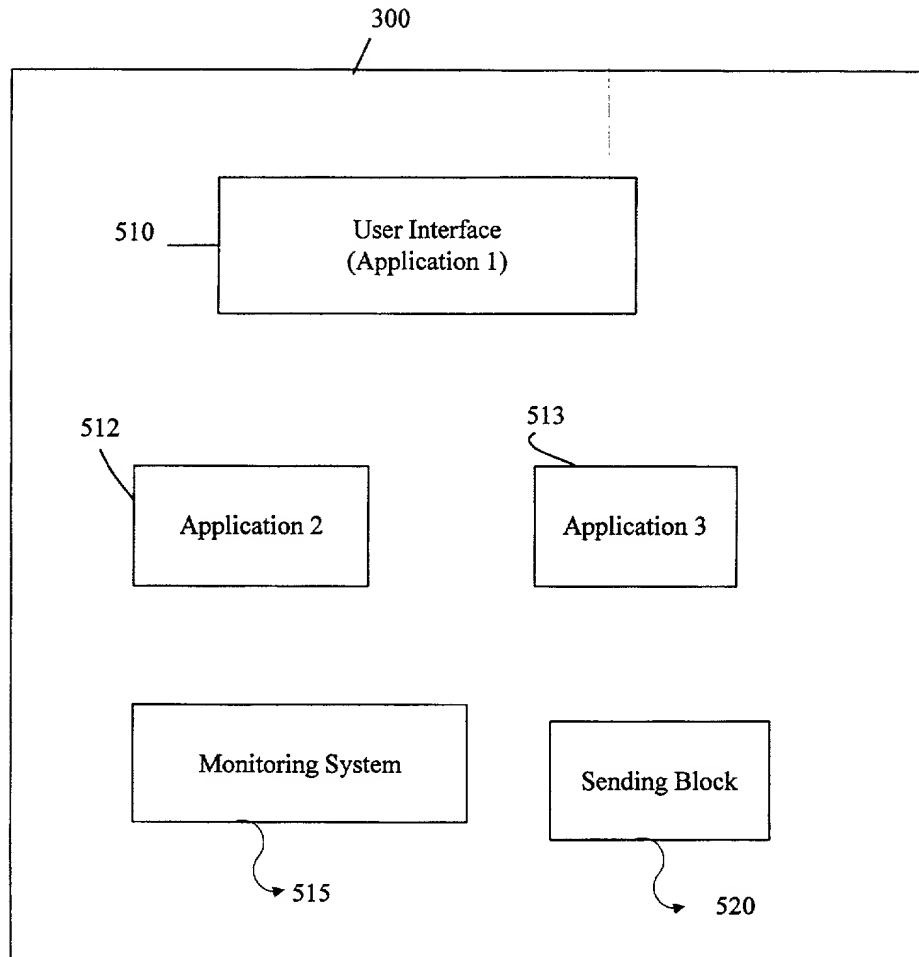 300
510
User Interface
(Application 1)
512
513
Application 2
Application 3
Monitoring System
Sending Block
515
520